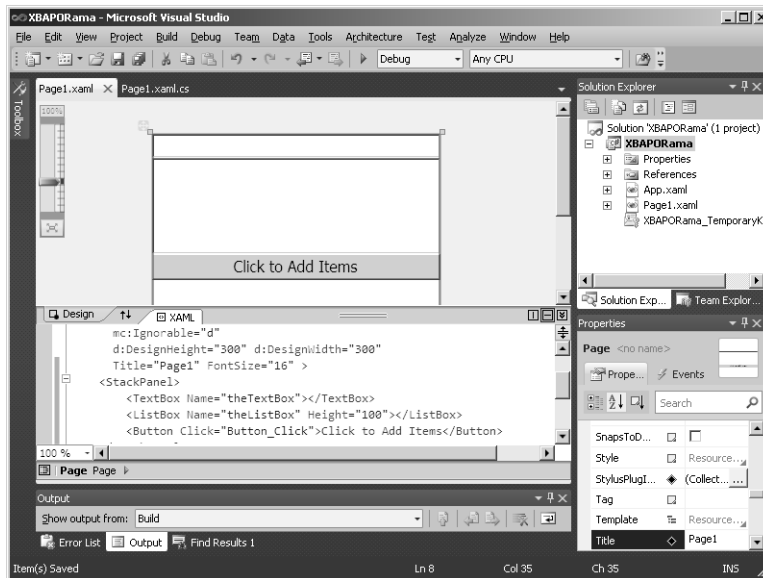 XBAPORama - Microsoft Visual Studio
File Edit View Project Build Debug Team Data Tools Architecture Test Analyze Window Help
Debug Any CPU
Toolbox
Page1.xaml Page1.xaml.cs
100%
Click to Add Items
Design XAML
mc:Ignorable="d"
d:DesignHeight="300" d:DesignWidth="300"
Title="Page1" FontSize="16" >
<StackPanel>
<TextBox Name="theTextBox"></TextBox>
<ListBox Name="theListBox" Height="100"></ListBox>
<Button Click="Button_Click">Click to Add Items</Button>
100 %
Page Page
Output
Show output from: Build
Error List Output Find Results 1
Solution Explorer
Solution 'XBAPORama' (1 project)
XBAPORama
Properties
References
App.xaml
Page1.xaml
XBAPORama_TemporaryK
Solution Exp... Team Explor...
Properties
Page <no name>
Prope... Events
Search
SnapsToD...
Style Resource...
StylusPlugI... (Collect... ...
Tag
Template Resource...
Title Page1
Item(s) Saved Ln 8 Col 35 Ch 35 INS